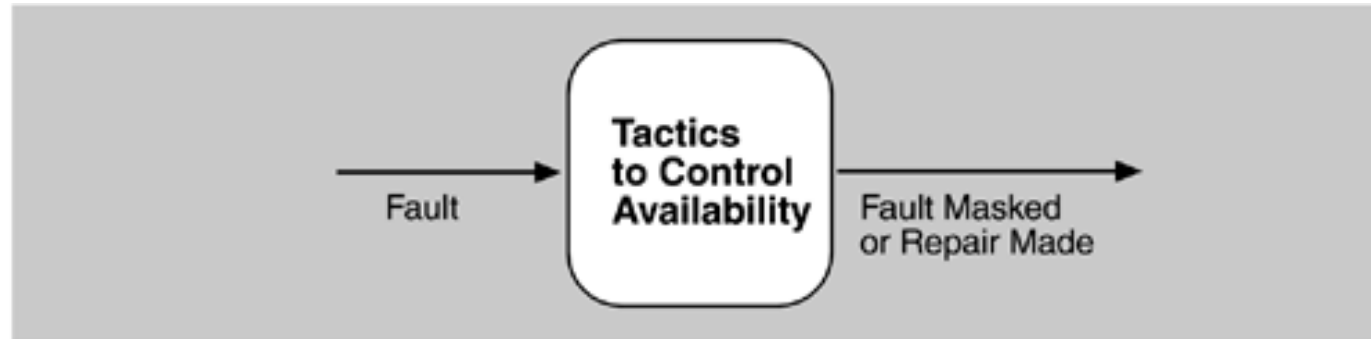 Fault
Tactics
to Control
Availability
Fault Masked
or Repair Made